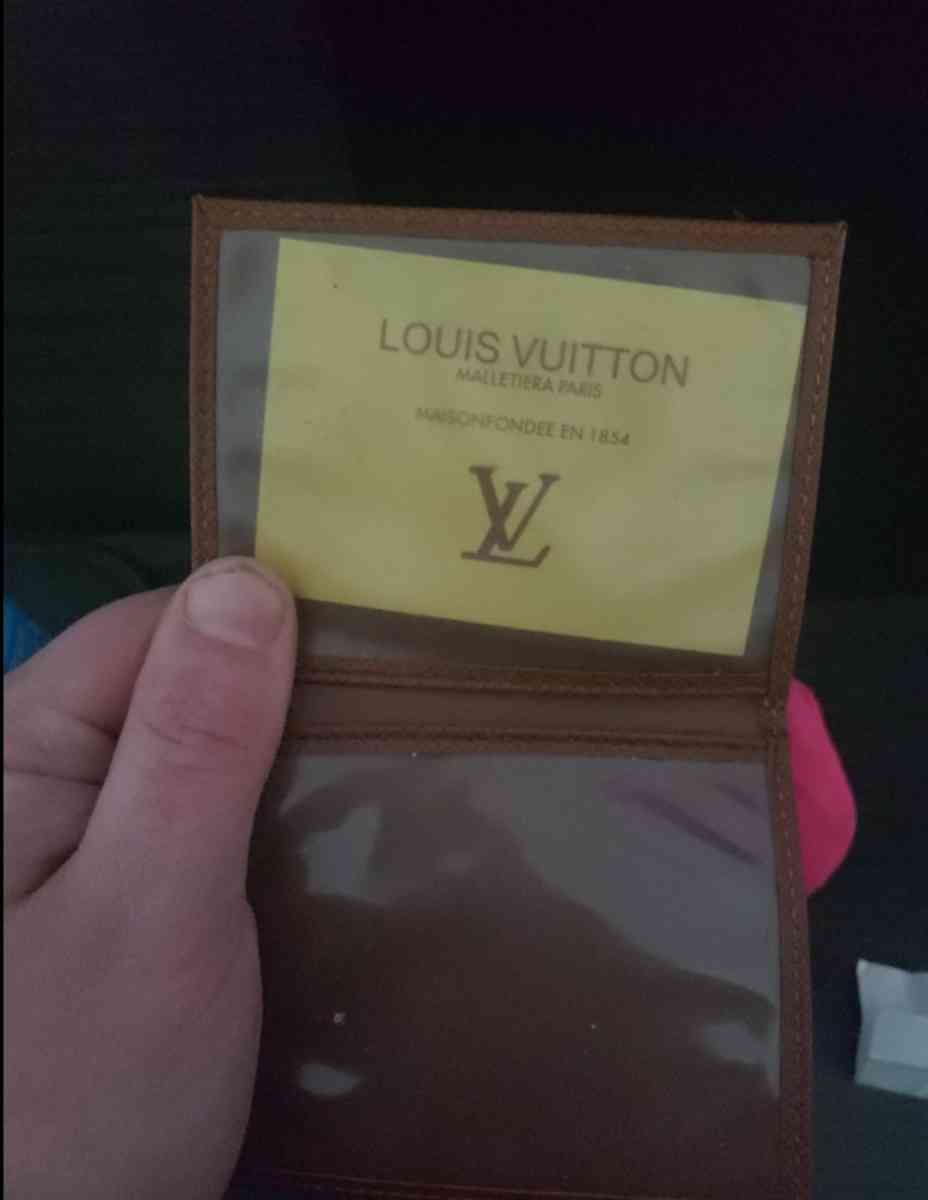 LOUIS VUITTON
MALLETIERA PARIS
MAISONFONDEE EN 1854
LV